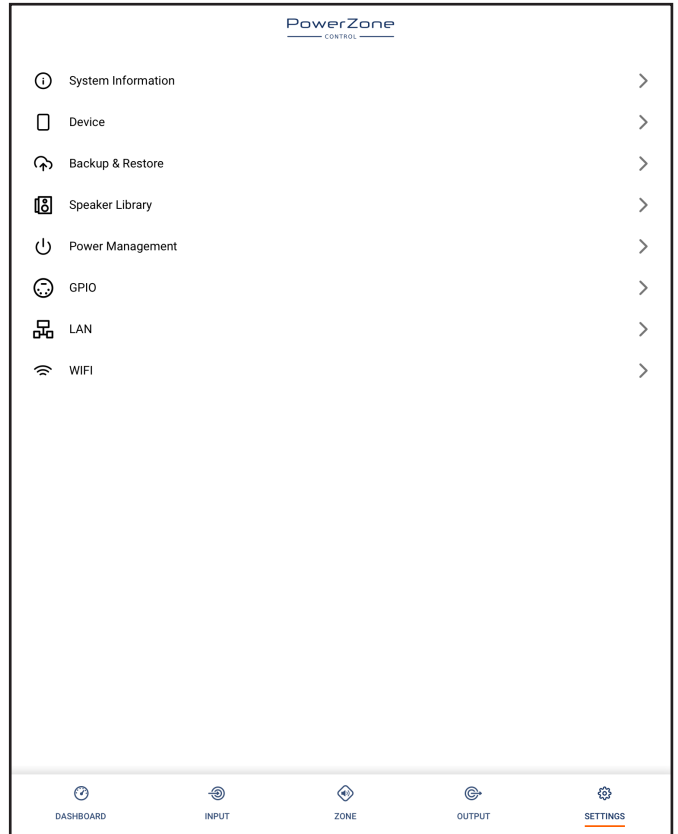 PowerZone
CONTROL
System Information
Device
Backup & Restore
Speaker Library
Power Management
GPIO
LAN
WIFI
DASHBOARD
INPUT
ZONE
OUTPUT
SETTINGS